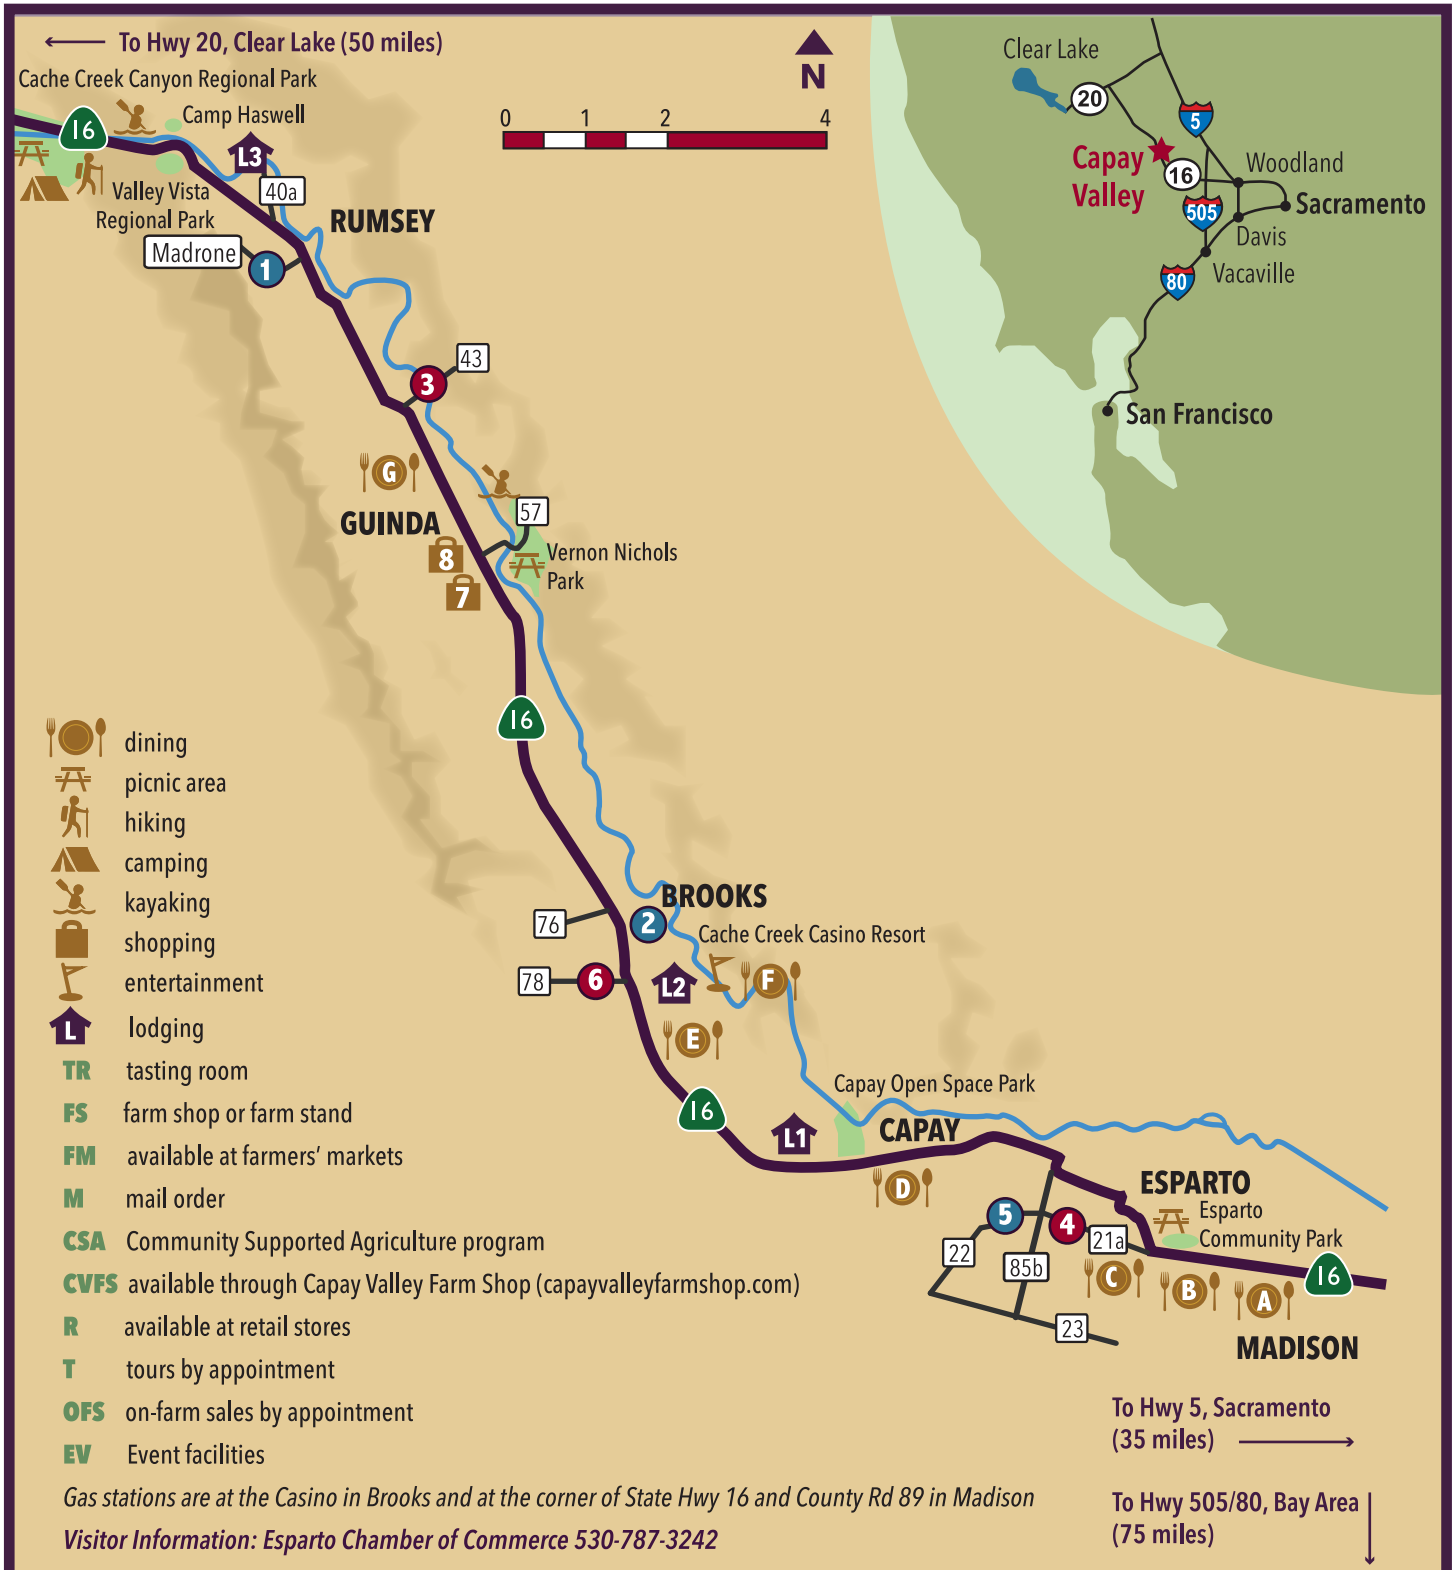 To Hwy 20, Clear Lake (50 miles)
Cache Creek Canyon Regional Park
16
Camp Haswell
L3
40a
Valley Vista
Regional Park
RUMSEY
Madrone
1
N
0 1 2 4
Clear Lake
20
5
Capay
Valley
16
Woodland
505
Sacramento
Davis
80
Vacaville
San Francisco
43
3
G
GUINDA
57
8
7
Vernon Nichols
Park
16
dining
picnic area
hiking
camping
kayaking
shopping
entertainment
L lodging
TR tasting room
FS farm shop or farm stand
FM available at farmers' markets
M mail order
CSA Community Supported Agriculture program
CVFS available through Capay Valley Farm Shop (capayvalleyfarmshop.com)
R available at retail stores
T tours by appointment
OFS on-farm sales by appointment
EV Event facilities
BROOKS
76
2
Cache Creek Casino Resort
78
6
L2
F
E
16
Capay Open Space Park
L1
CAPAY
D
ESPARTO
Esparto
Community Park
5
4
21a
22
85b
C
B
A
16
23
MADISON
To Hwy 5, Sacramento
(35 miles)
To Hwy 505/80, Bay Area
(75 miles)
Gas stations are at the Casino in Brooks and at the corner of State Hwy 16 and County Rd 89 in Madison
Visitor Information: Esparto Chamber of Commerce 530-787-3242